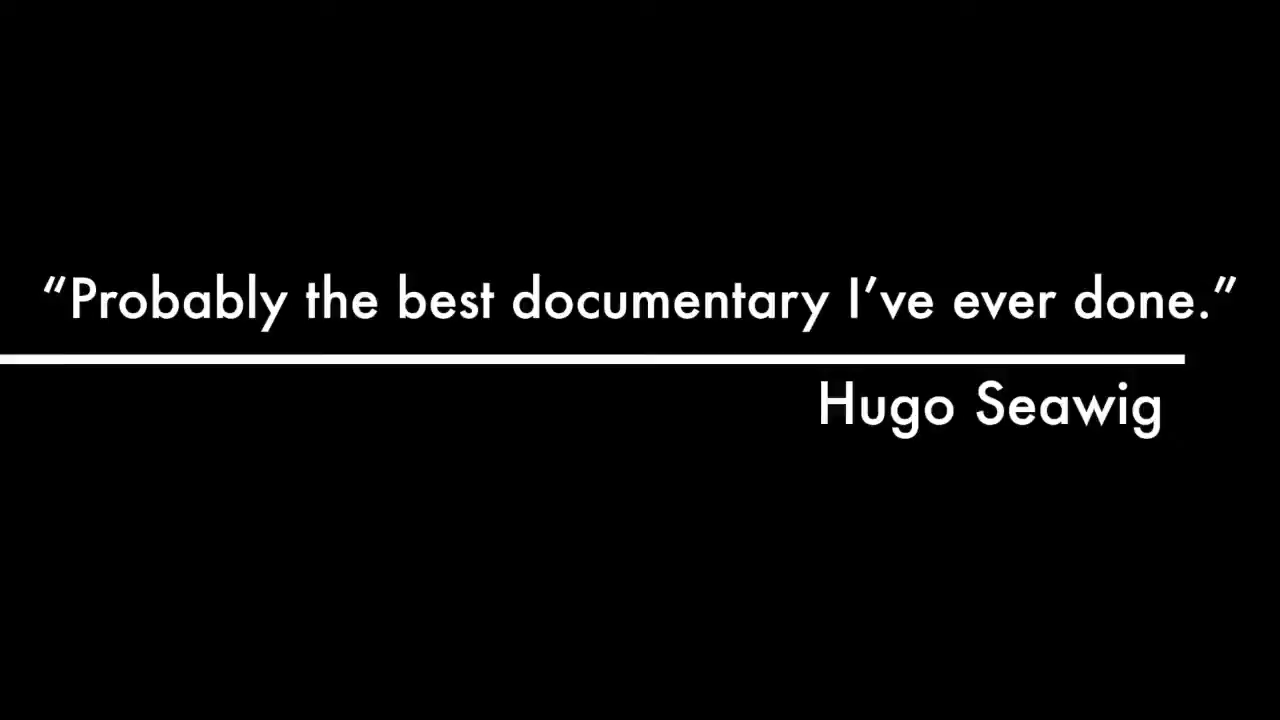 “Probably the best documentary I’ve ever done.”
Hugo Seawig